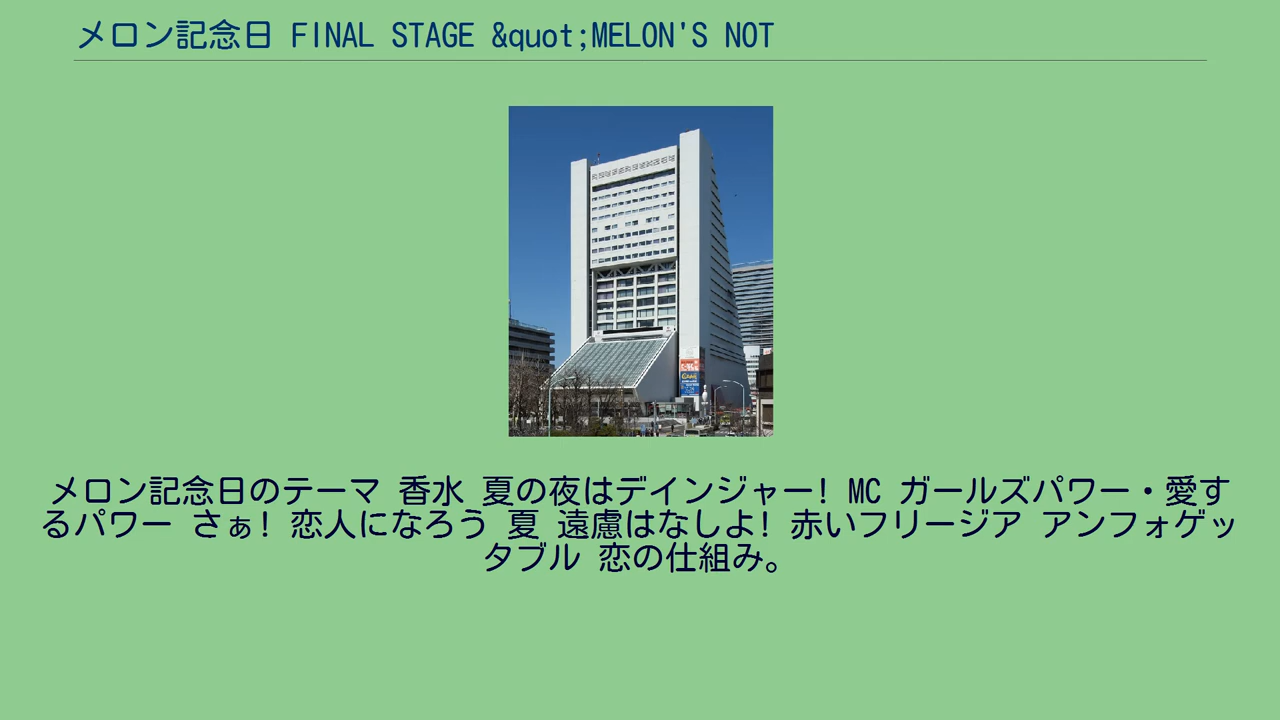 メロン記念日 FINAL STAGE &quot;MELON'S NOT
メロン記念日のテーマ 香水 夏の夜はデインジャー! MC ガールズパワー・愛す
るパワー さぁ! 恋人になろう 夏 遠慮はなしよ! 赤いフリージア アンフォゲッ
タブル 恋の仕組み。